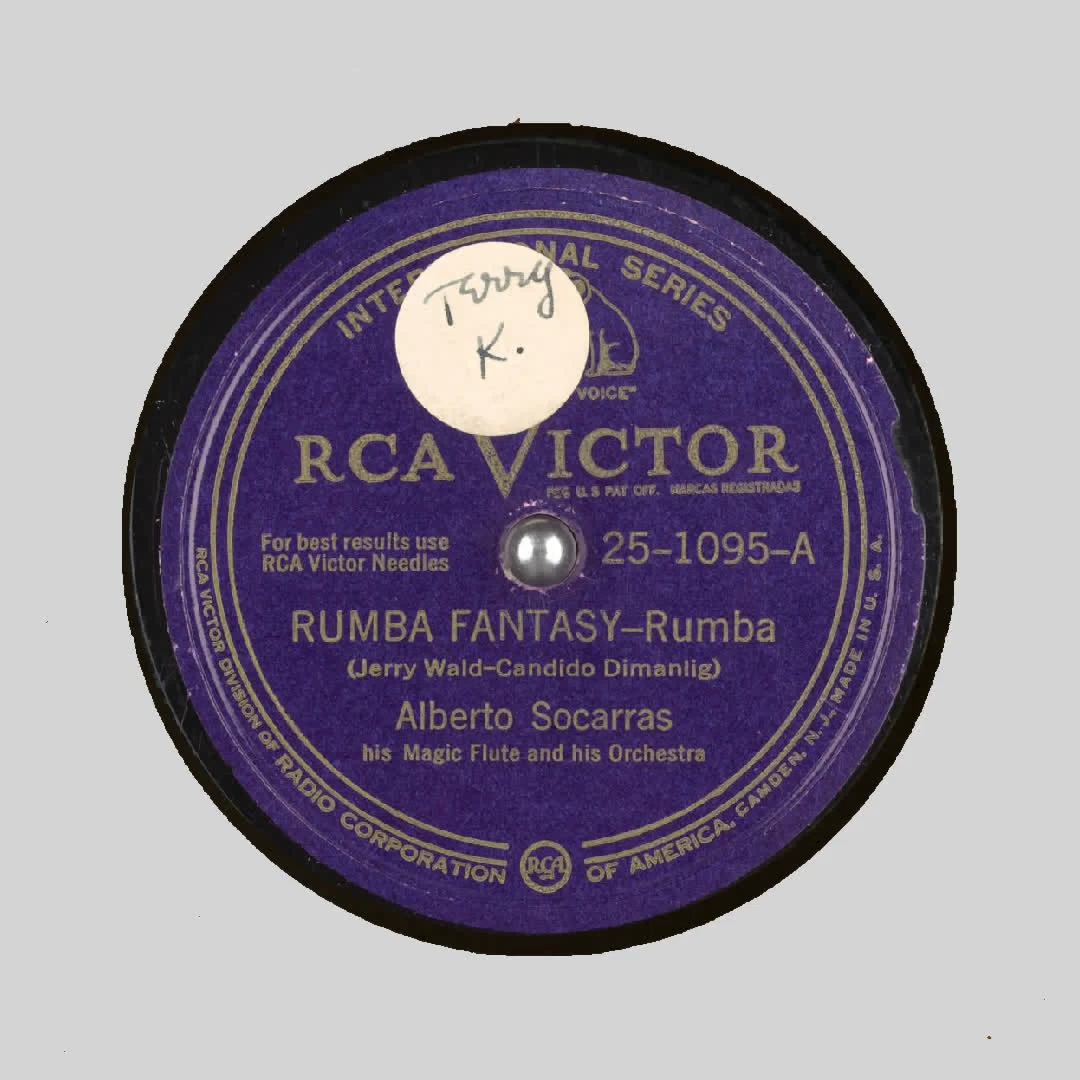 INTER NAL SERIES
Terry
K.
VOICE"
RCA VICTOR
REG U.S PAT OFF. MARCAS REGISTRADAS
For best results use
RCA Victor Needles
25-1095-A
RUMBA FANTASY–Rumba
(Jerry Wald–Candido Dimanlig)
Alberto Socarras
his Magic Flute and his Orchestra
RCA VICTOR DIVISION OF RADIO CORPORATION OF AMERICA, CAMDEN, N. J., MADE IN U. S. A.
RCA